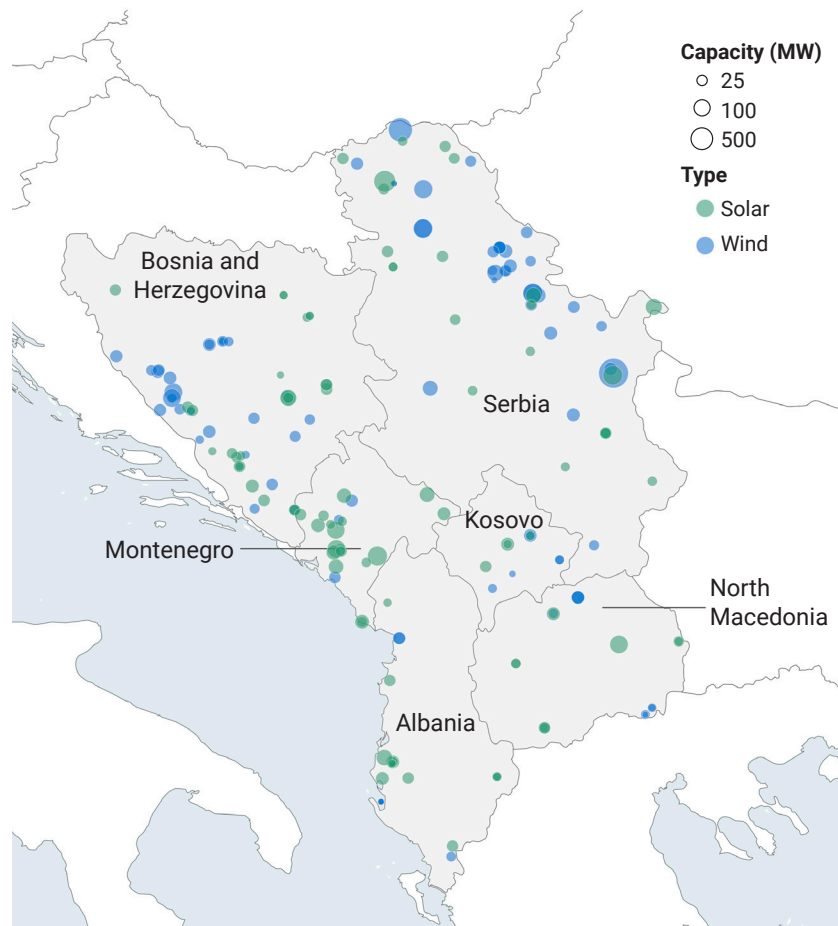 Capacity (MW)
25
100
500
Type
Solar
Wind
Bosnia and
Herzegovina
Serbia
Kosovo
Montenegro
North
Macedonia
Albania